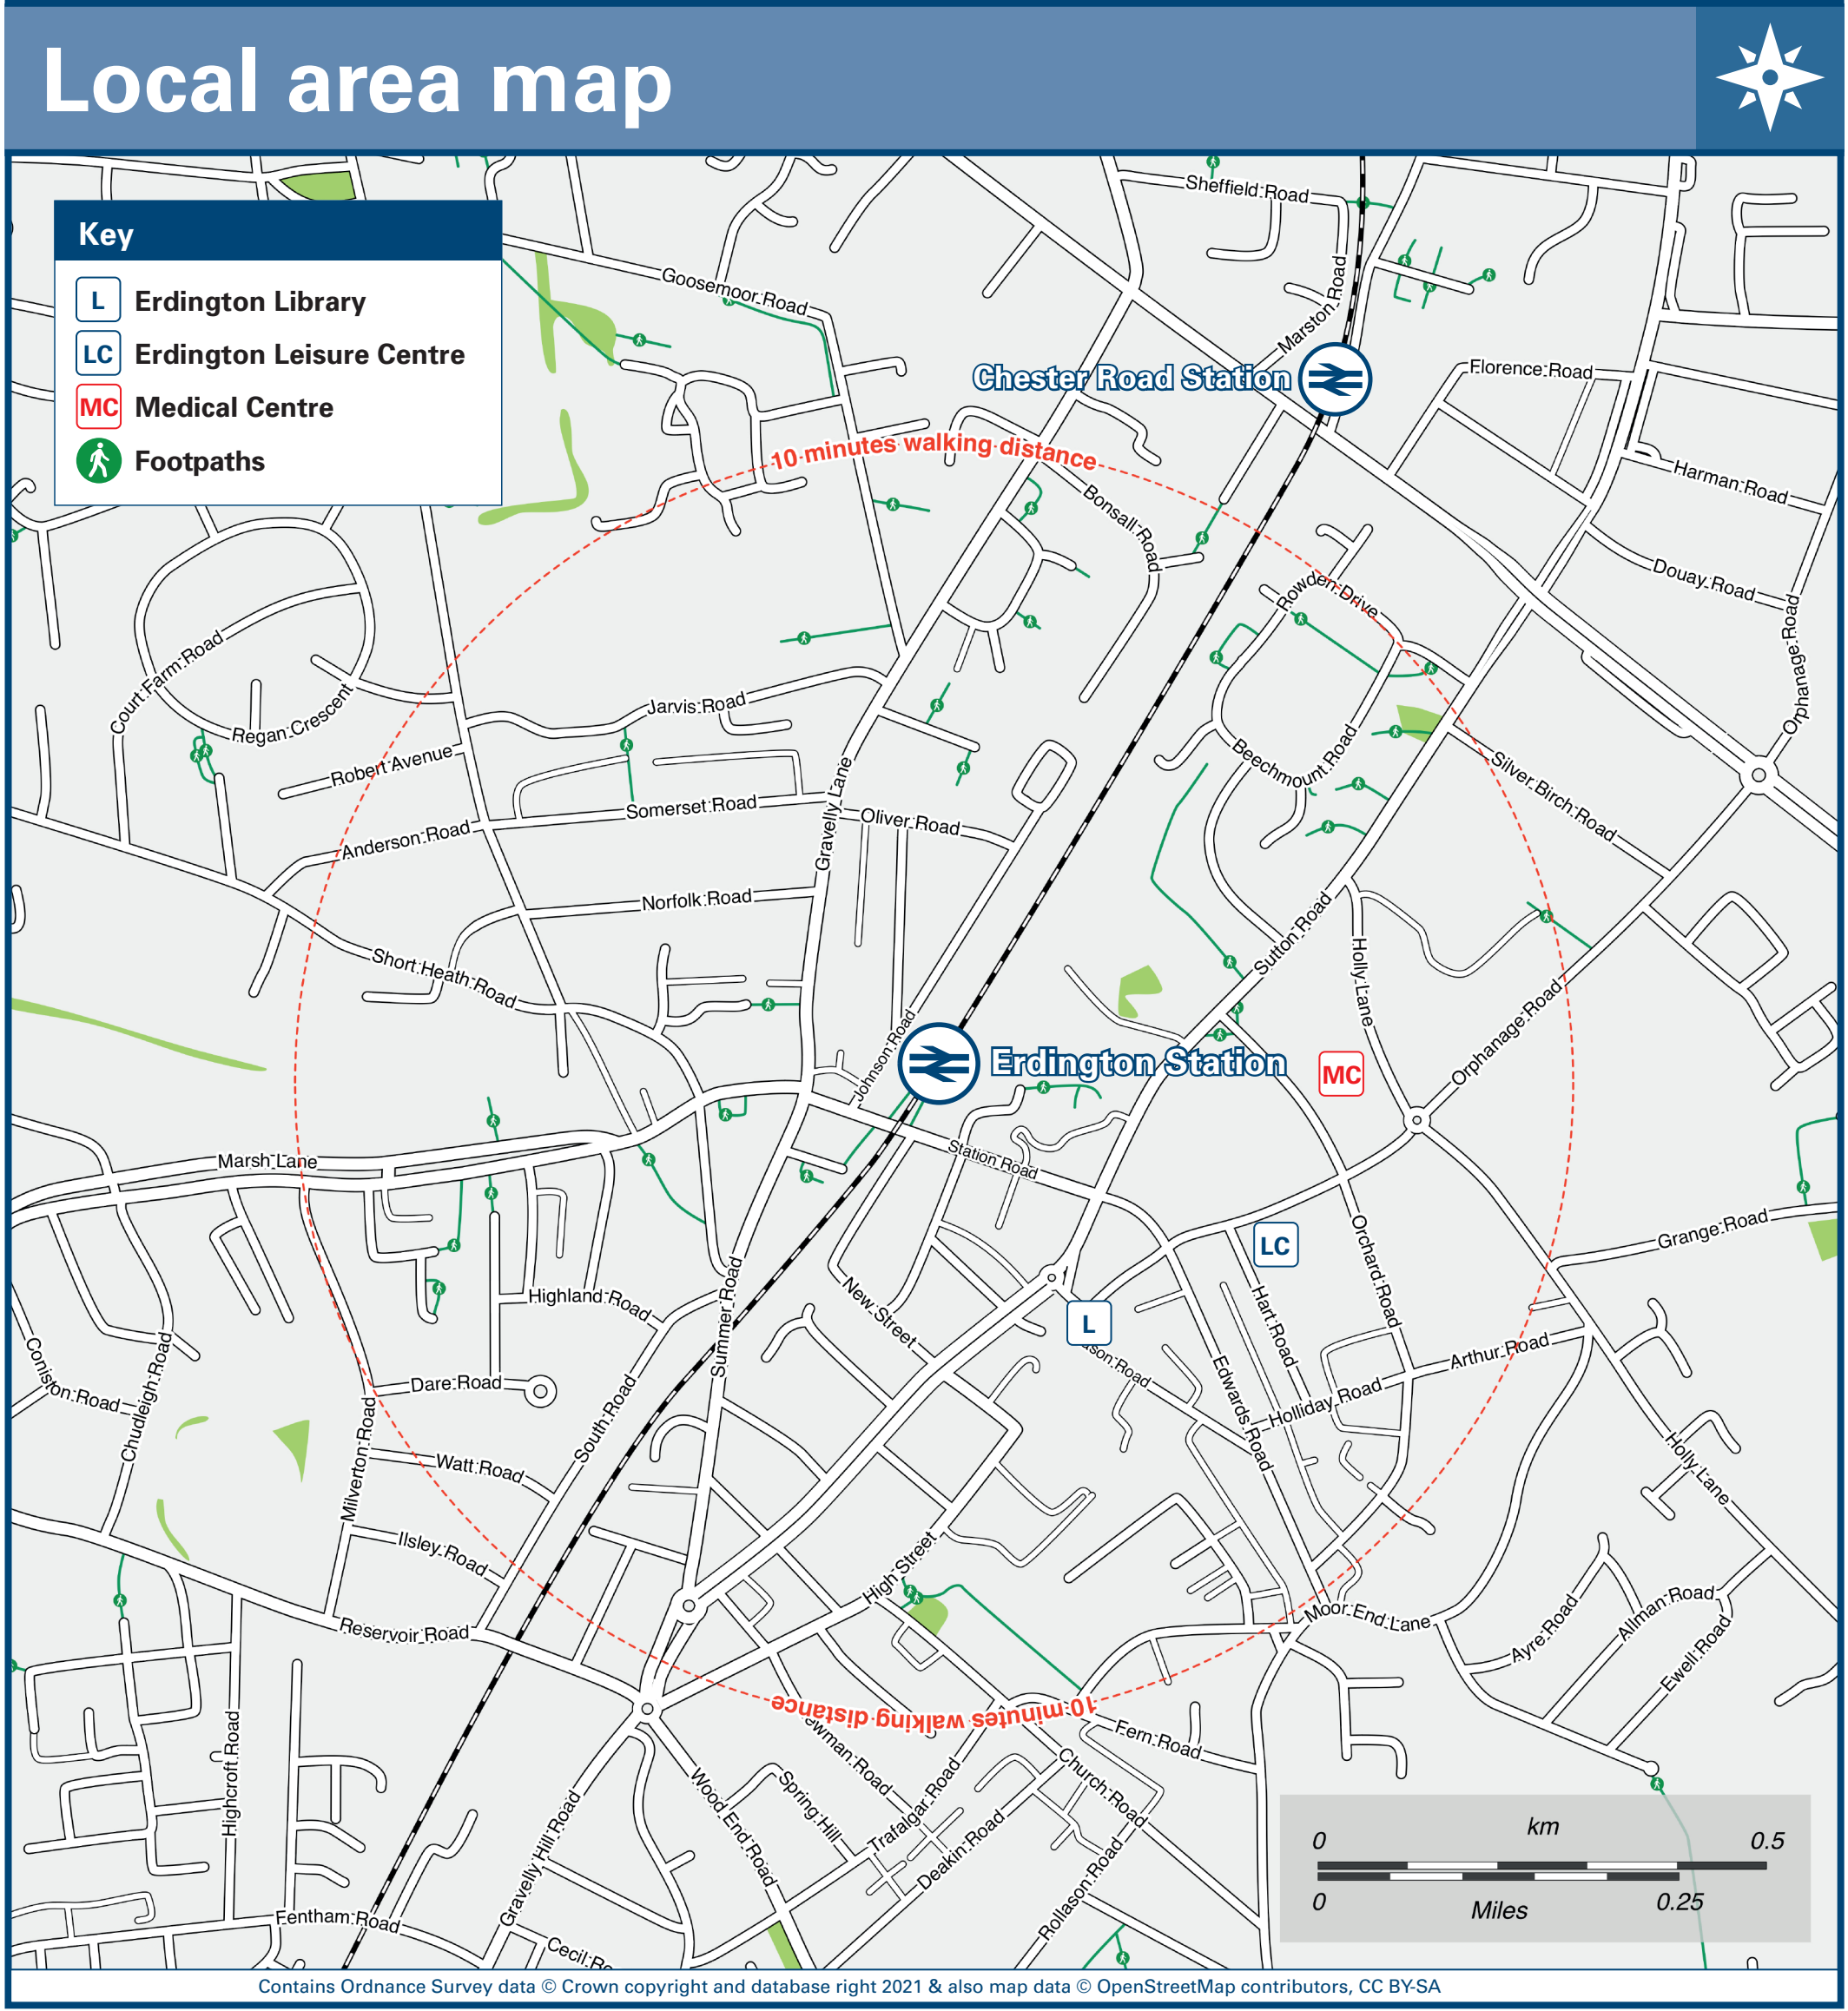 Local area map
Key
L Erdington Library
LC Erdington Leisure Centre
MC Medical Centre
Footpaths
Sheffield Road
Goosemoor Road
Marston Road
Chester Road Station
Florence Road
10 minutes walking distance
Harman Road
Bonsall Road
Douay Road
Rowden Drive
Orphanage Road
Court Farm Road
Regan Crescent
Jarvis Road
Orphanage Road
Robert Avenue
Beechmount Road
Silver Birch Road
Somerset Road
Gravelly Lane
Oliver Road
Anderson Road
Norfolk Road
Sutton Road
Holly Lane
Short Heath Road
Orphanage Road
Johnson Road
Erdington Station
MC
Marsh Lane
Station Road
Grange Road
LC
Orchard Road
Highland Road
Summer Road
New Street
L
Hart Road
Coniston Road
Chudleigh Road
Dare Road
Edwards Road
Arthur Road
Holliday Road
Milverton Road
South Road
Watt Road
Holly Lane
Ilsley Road
High Street
Reservoir Road
Moor End Lane
Ayre Road
Allman Road
Ewell Road
10 minutes walking distance
Fern Road
Highcroft Road
Wood End Road
Spring Hill
Trafalgar Road
Church Road
Deakin Road
Gravelly Hill Road
Rollason Road
Fentham Road
km
0 0.5
0 0.25
Miles
Contains Ordnance Survey data © Crown copyright and database right 2021 & also map data © OpenStreetMap contributors, CC BY-SA